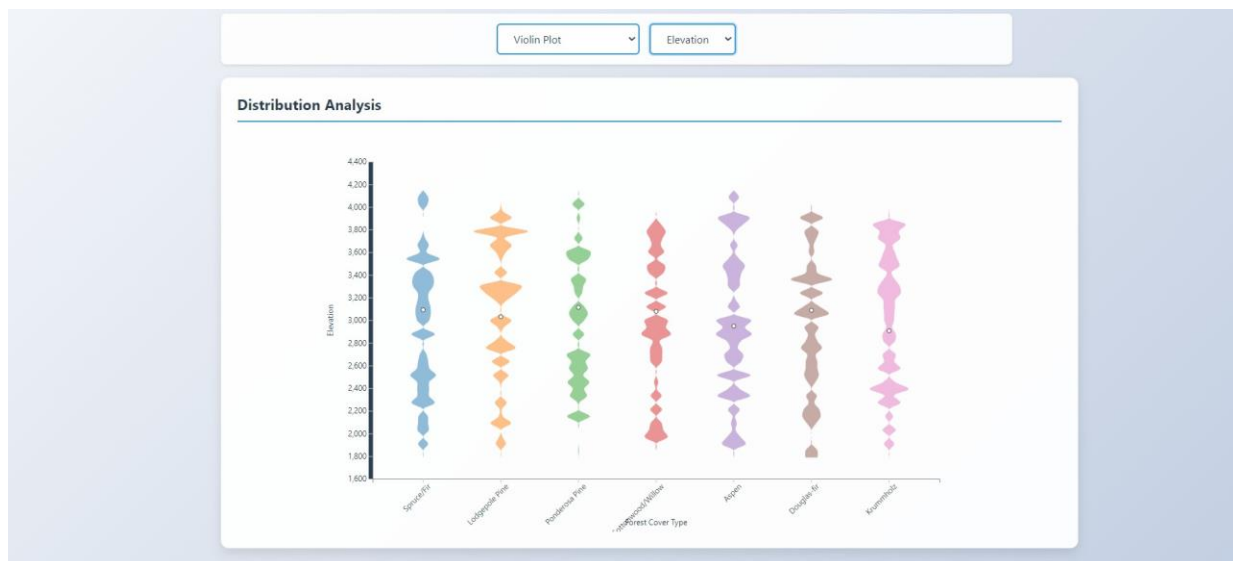 Violin Plot
Elevation
Distribution Analysis
4,400
4,200
4,000
3,800
3,600
3,400
3,200
3,000
2,800
2,600
2,400
2,200
2,000
1,800
1,600
Elevation
Spruce/Fir
Lodgepole Pine
Ponderosa Pine
Aspen
Douglas-fir
Krummholz
Forest Cover Type